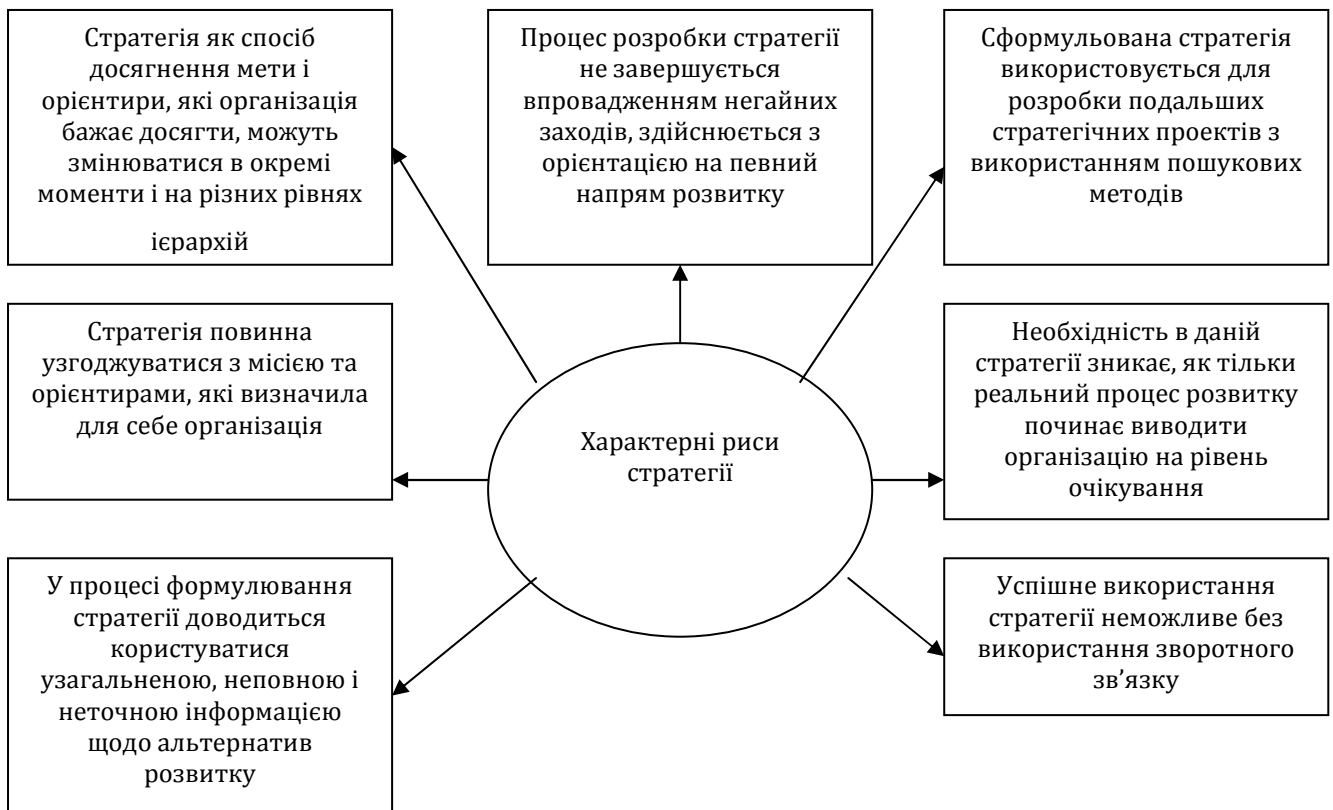 Стратегія як спосіб
досягнення мети і
орієнтири, які організація
бажає досягти, можуть
змінюватися в окремі
моменти і на різних рівнях
ієрархій
Процес розробки стратегії
не завершується
впровадженням негайних
заходів, здійснюється з
орієнтацією на певний
напрям розвитку
Сформульована стратегія
використовується для
розробки подальших
стратегічних проектів з
використанням пошукових
методів
Стратегія повинна
узгоджуватися з місією та
орієнтирами, які визначила
для себе організація
Характерні риси
стратегії
Необхідність в даній
стратегії зникає, як тільки
реальний процес розвитку
починає виводити
організацію на рівень
очікування
У процесі формулювання
стратегії доводиться
користуватися
узагальненою, неповною і
неточною інформацією
щодо альтернатив
розвитку
Успішне використання
стратегії неможливе без
використання зворотного
зв’язку